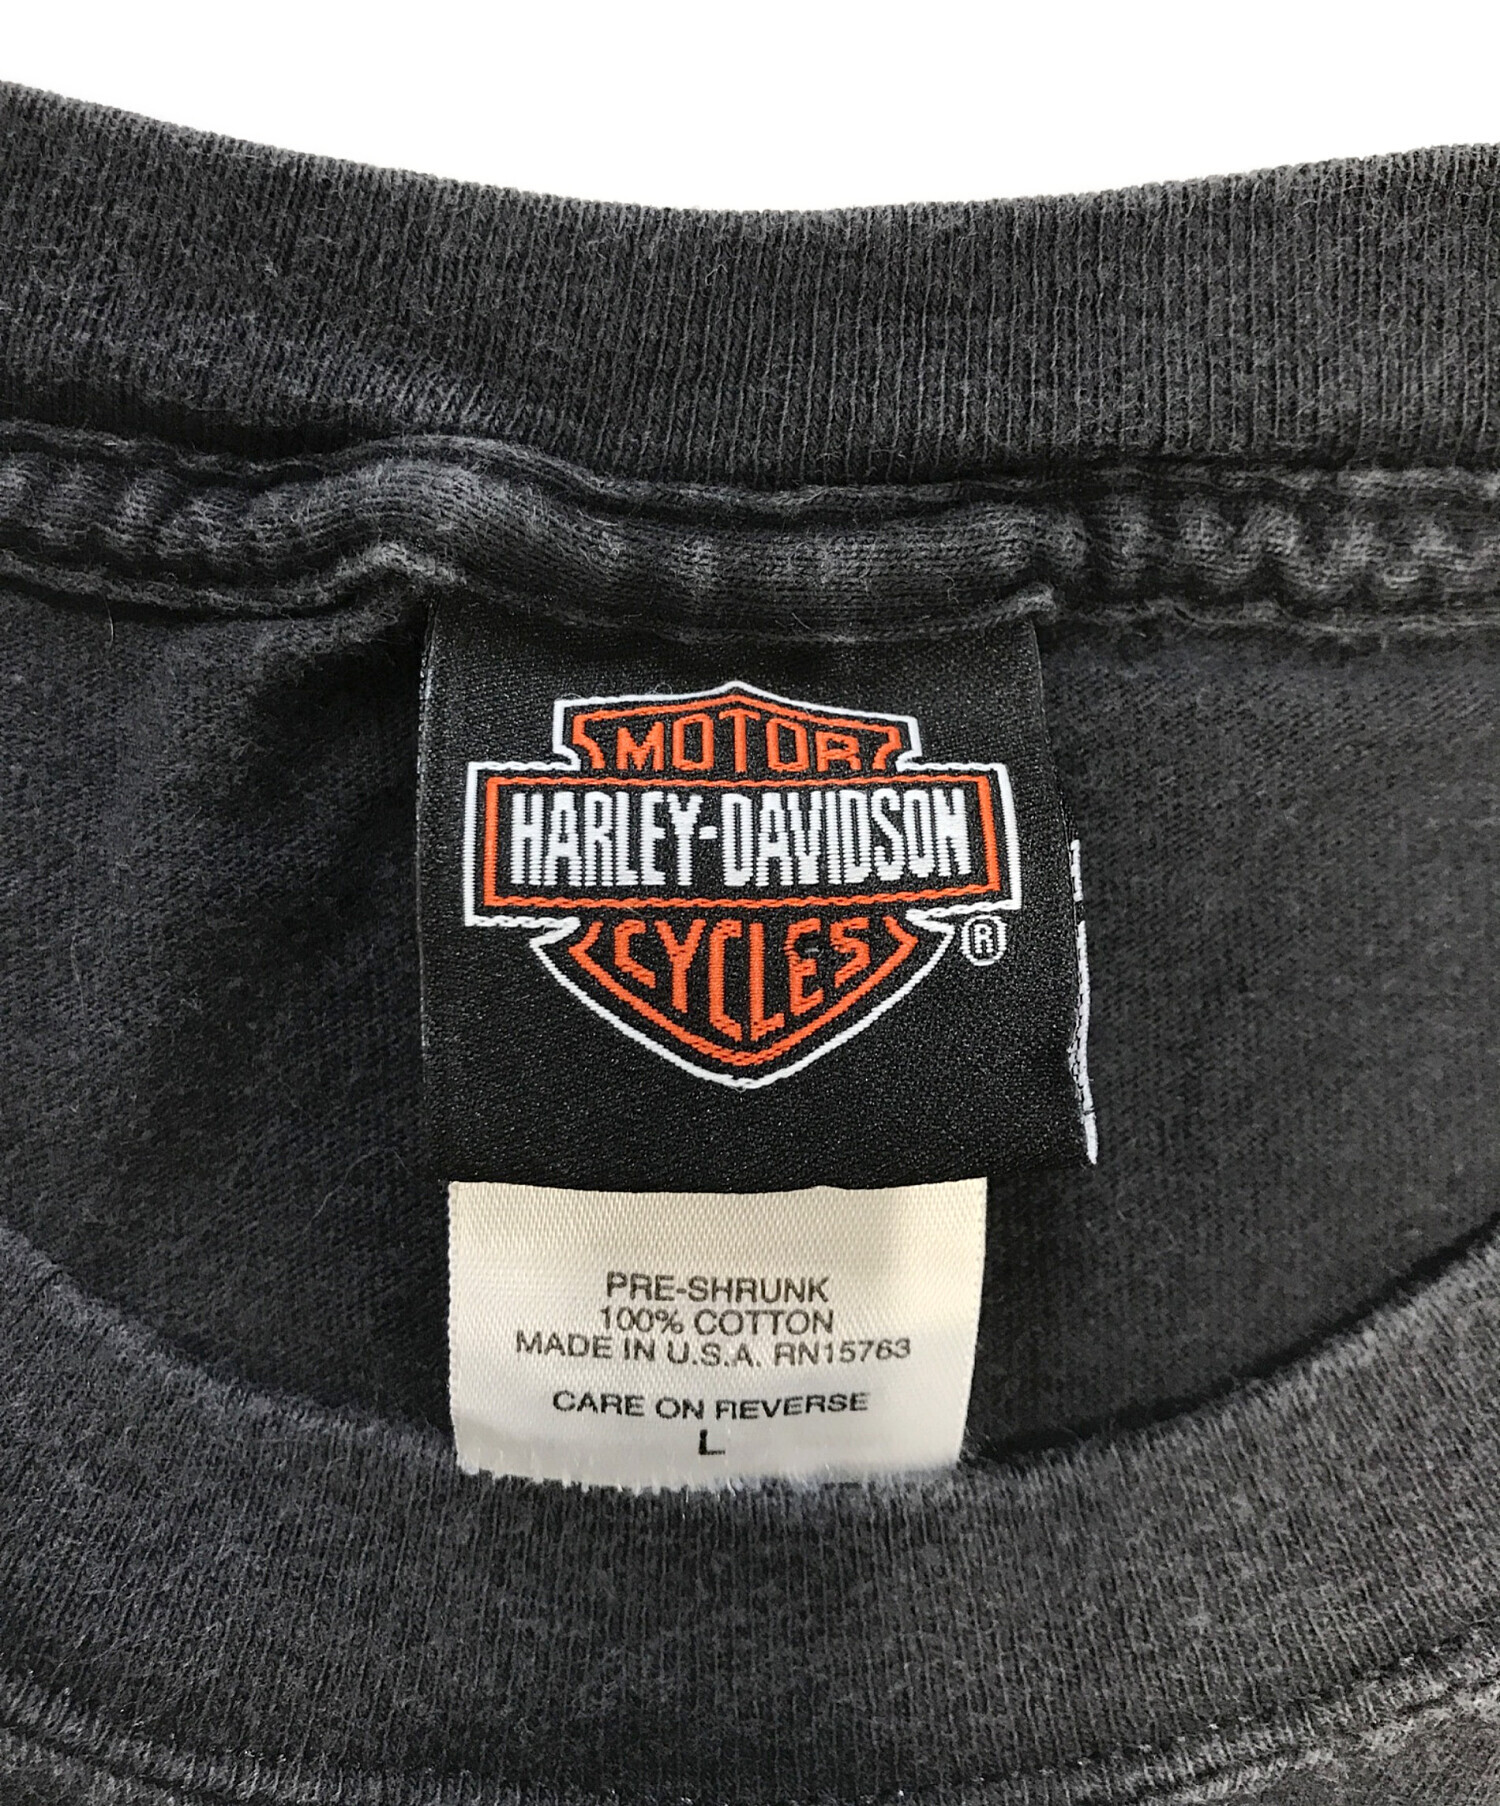 MOTOR
HARLEY-DAVIDSON
CYCLES
®
PRE-SHRUNK
100% COTTON
MADE IN U.S.A. RN15763
CARE ON REVERSE
L